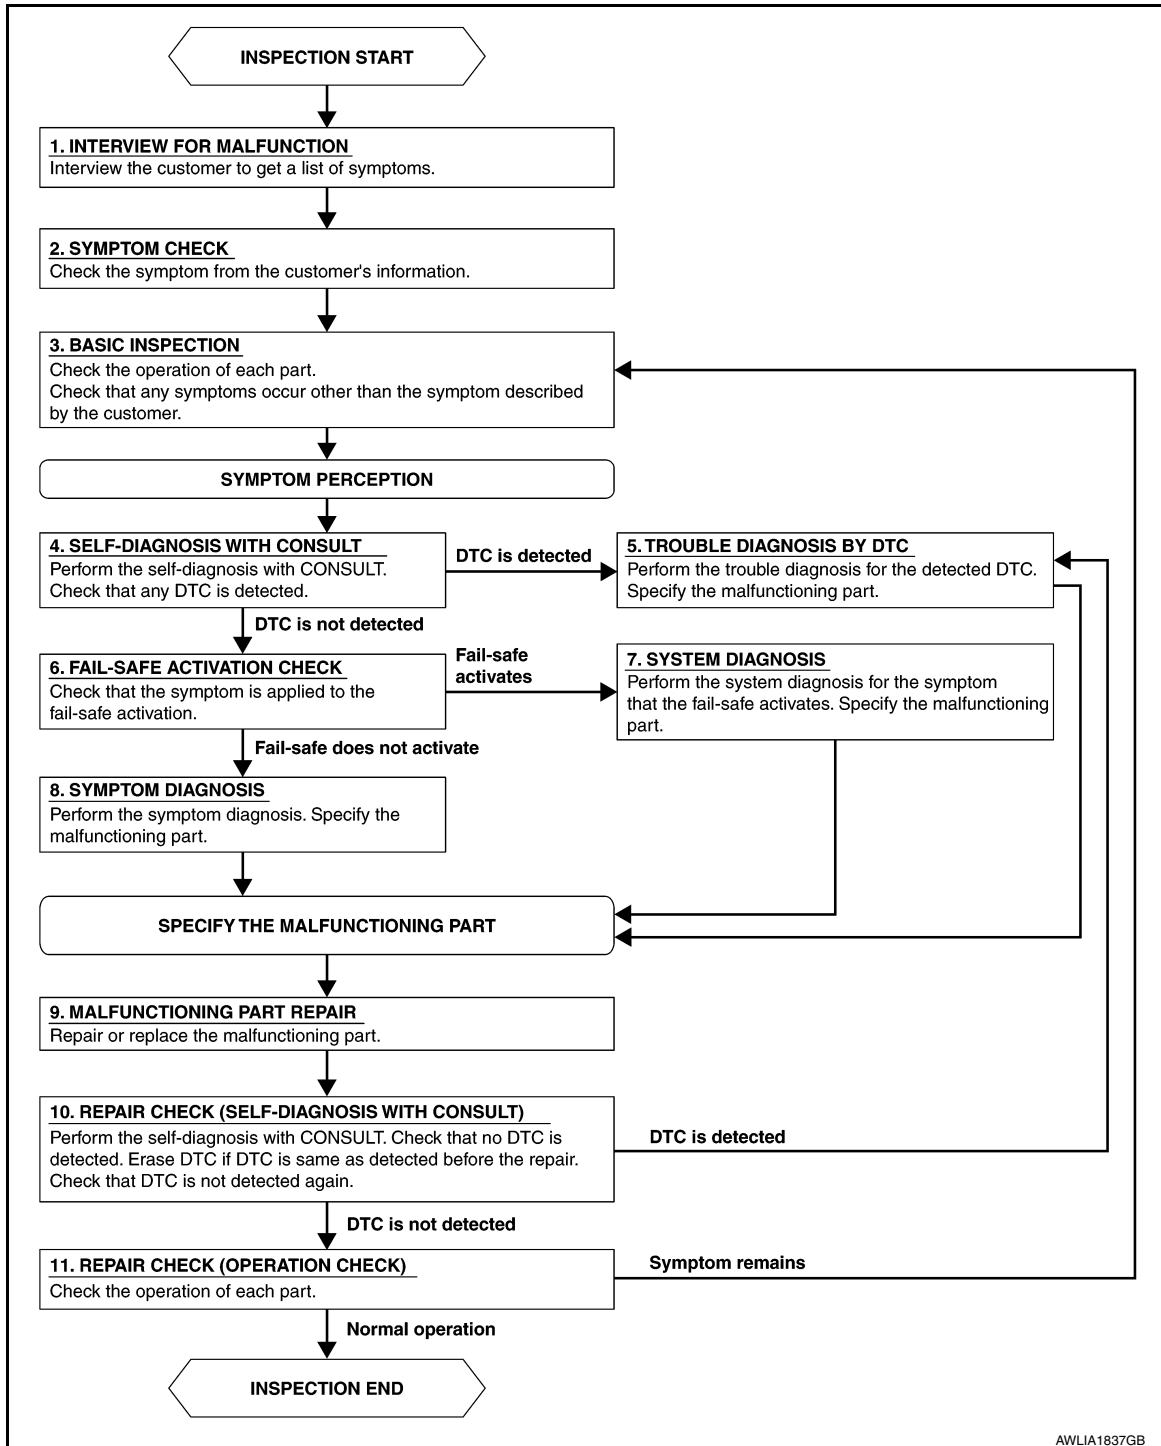 INSPECTION START
1. INTERVIEW FOR MALFUNCTION
Interview the customer to get a list of symptoms.
2. SYMPTOM CHECK
Check the symptom from the customer's information.
3. BASIC INSPECTION
Check the operation of each part.
Check that any symptoms occur other than the symptom described
by the customer.
SYMPTOM PERCEPTION
4. SELF-DIAGNOSIS WITH CONSULT
Perform the self-diagnosis with CONSULT.
Check that any DTC is detected.
DTC is detected
5. TROUBLE DIAGNOSIS BY DTC
Perform the trouble diagnosis for the detected DTC.
Specify the malfunctioning part.
DTC is not detected
6. FAIL-SAFE ACTIVATION CHECK
Check that the symptom is applied to the
fail-safe activation.
Fail-safe
activates
7. SYSTEM DIAGNOSIS
Perform the system diagnosis for the symptom
that the fail-safe activates. Specify the malfunctioning
part.
Fail-safe does not activate
8. SYMPTOM DIAGNOSIS
Perform the symptom diagnosis. Specify the
malfunctioning part.
SPECIFY THE MALFUNCTIONING PART
9. MALFUNCTIONING PART REPAIR
Repair or replace the malfunctioning part.
10. REPAIR CHECK (SELF-DIAGNOSIS WITH CONSULT)
Perform the self-diagnosis with CONSULT. Check that no DTC is
detected. Erase DTC if DTC is same as detected before the repair.
Check that DTC is not detected again.
DTC is detected
DTC is not detected
11. REPAIR CHECK (OPERATION CHECK)
Check the operation of each part.
Symptom remains
Normal operation
INSPECTION END
AWLIA1837GB